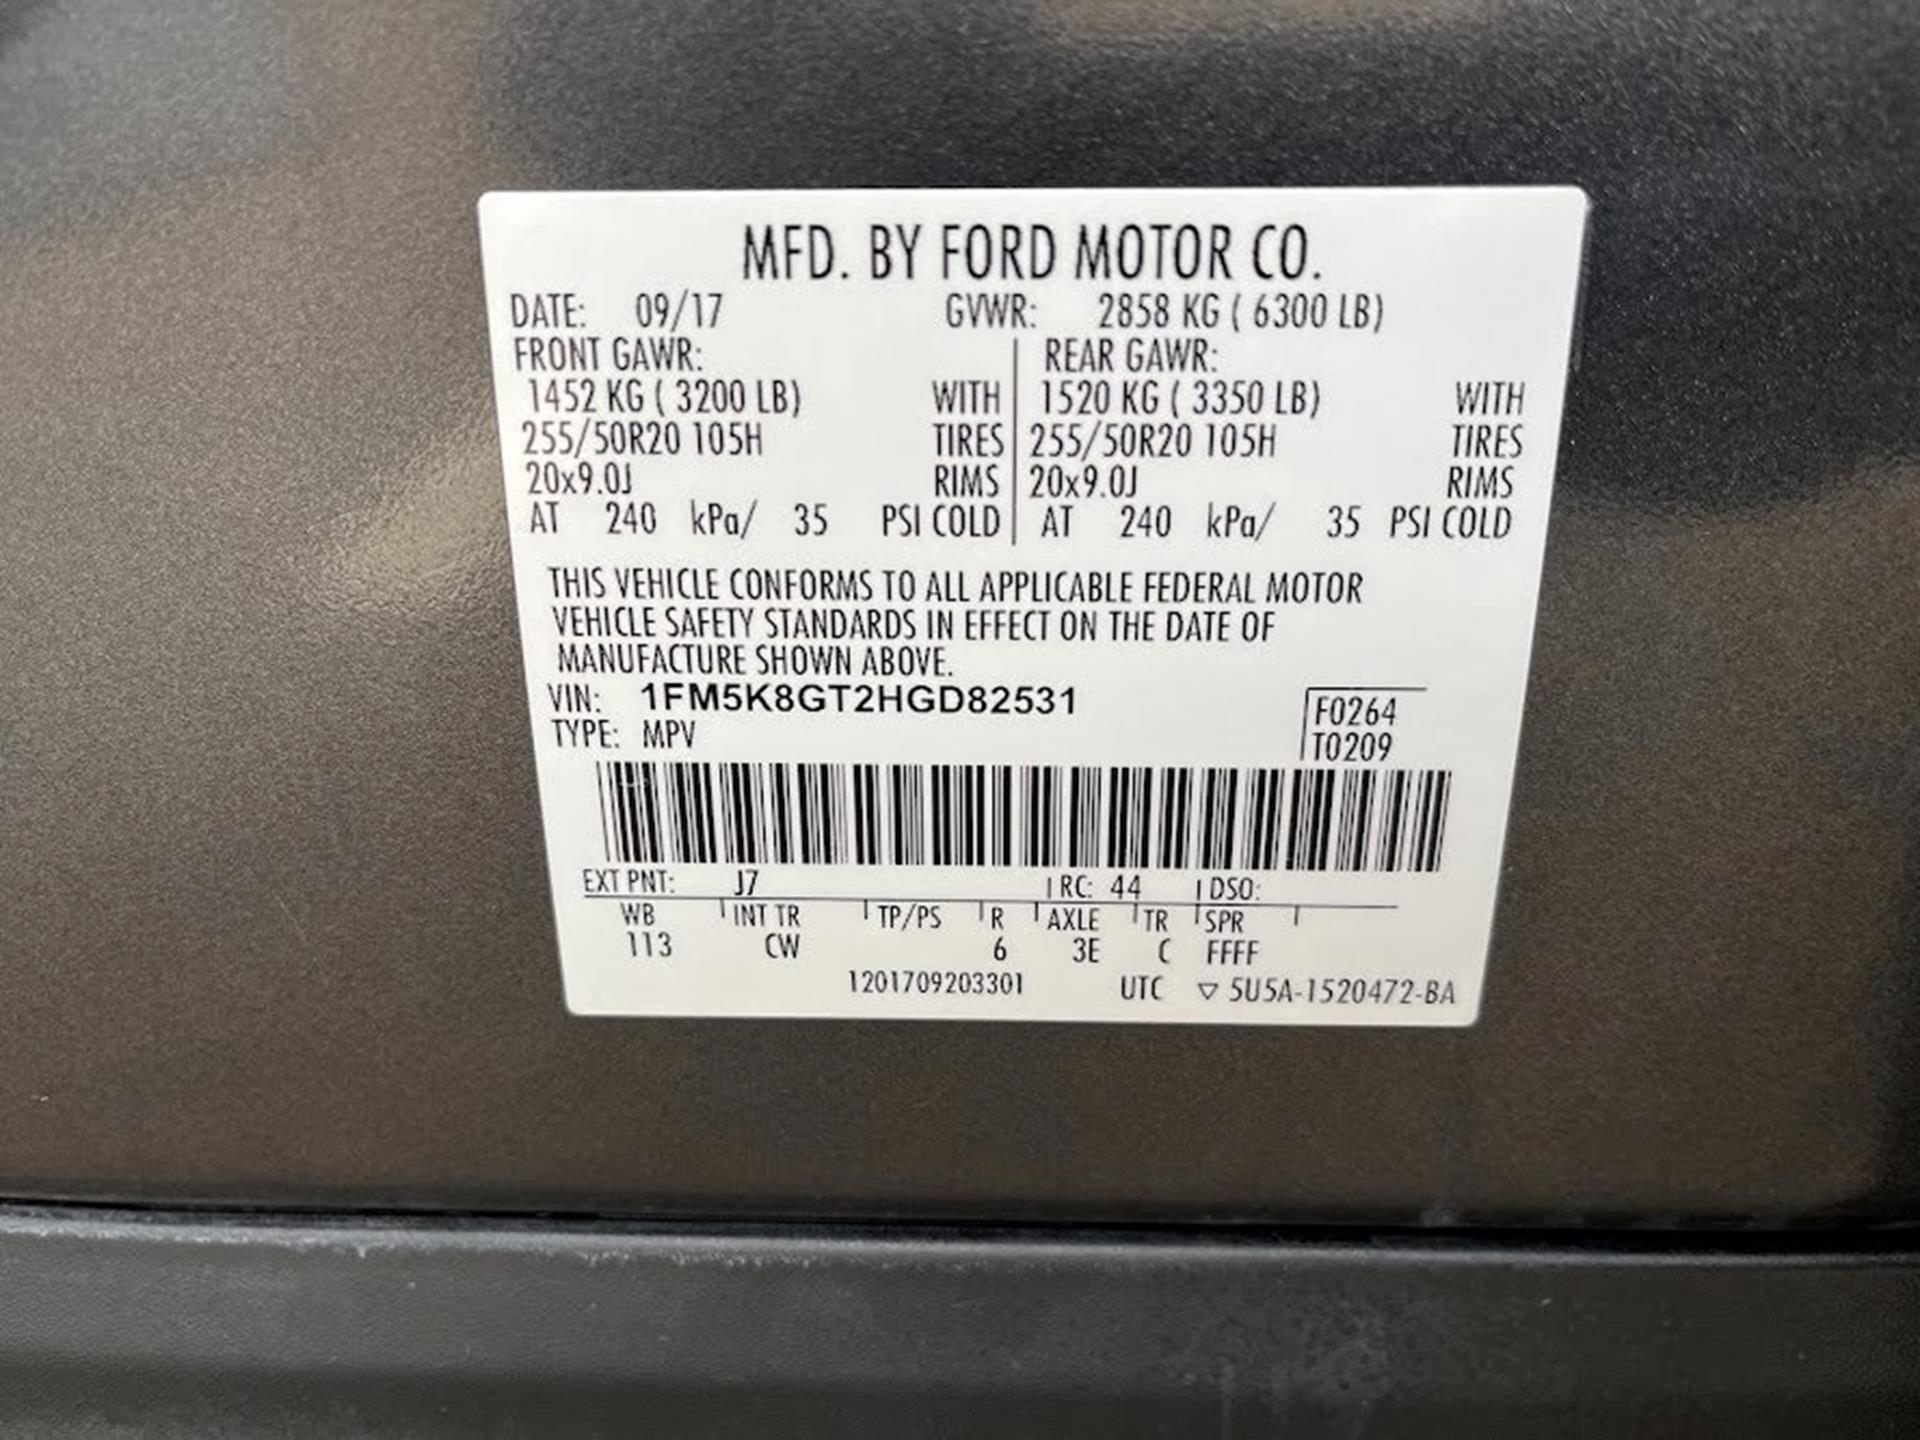 MFD. BY FORD MOTOR CO.
DATE: 09/17 GVWR: 2858 KG ( 6300 LB)
FRONT GAWR: REAR GAWR:
1452 KG ( 3200 LB) WITH 1520 KG ( 3350 LB) WITH
255/50R20 105H TIRES 255/50R20 105H TIRES
20x9.0J RIMS 20x9.0J RIMS
AT 240 kPa/ 35 PSI COLD AT 240 kPa/ 35 PSI COLD
THIS VEHICLE CONFORMS TO ALL APPLICABLE FEDERAL MOTOR
VEHICLE SAFETY STANDARDS IN EFFECT ON THE DATE OF
MANUFACTURE SHOWN ABOVE.
VIN: 1FM5K8GT2HGD82531 F0264
TYPE: MPV T0209
EXT PNT: J7 RC: 44 DSO:
WB INT TR TP/PS R AXLE TR SPR
113 CW 6 3E C FFFF
1201709203301 UTC ▽ 5U5A-1520472-BA